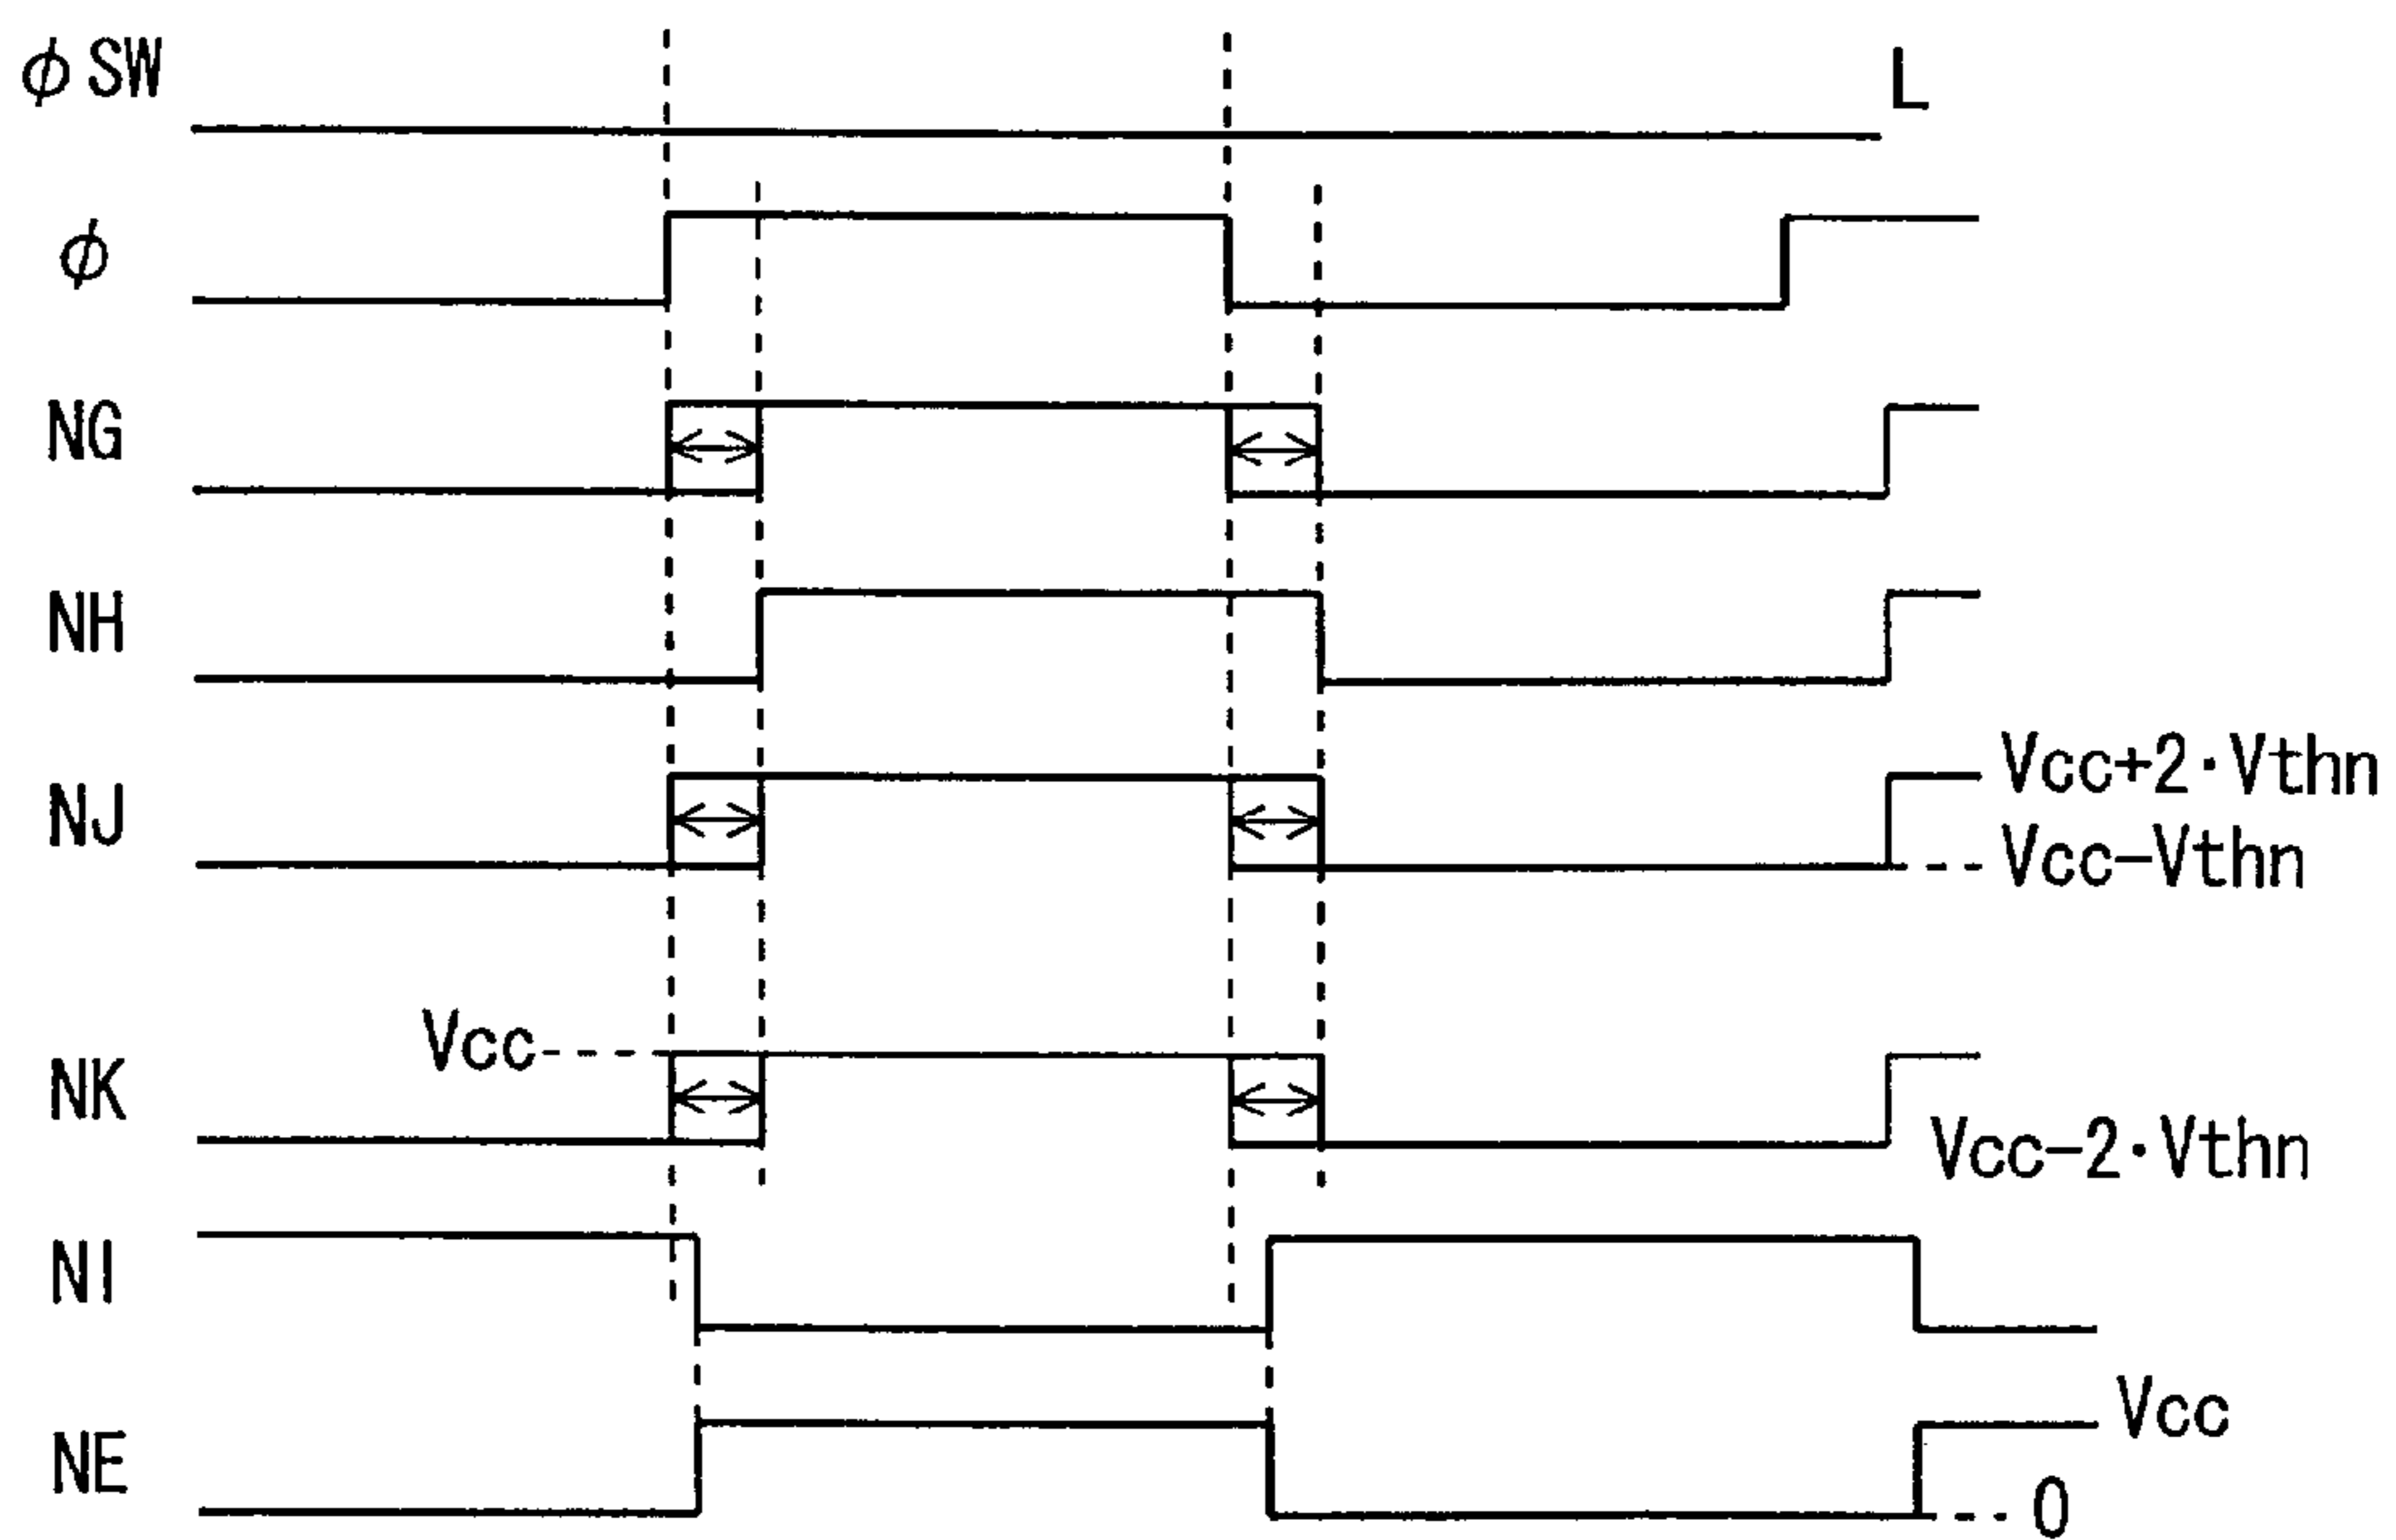 φSW
L
φ
NG
NH
NJ
Vcc+2·Vthn
Vcc-Vthn
NK
Vcc
Vcc-2·Vthn
NI
NE
Vcc
0